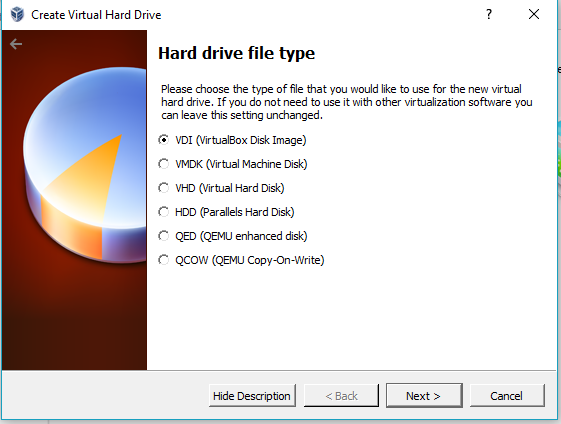 Create Virtual Hard Drive
?
Hard drive file type
Please choose the type of file that you would like to use for the new virtual
hard drive. If you do not need to use it with other virtualization software you
can leave this setting unchanged.
VDI (VirtualBox Disk Image)
VMDK (Virtual Machine Disk)
VHD (Virtual Hard Disk)
HDD (Parallels Hard Disk)
QED (QEMU enhanced disk)
QCOW (QEMU Copy-On-Write)
Hide Description
< Back
Next >
Cancel